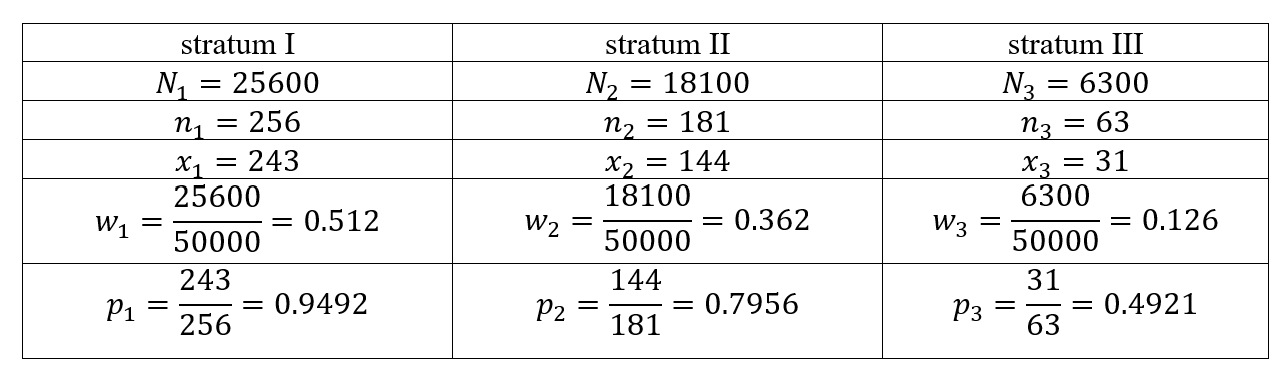 stratum I stratum II stratum III
N₁ = 25600 N₂ = 18100 N₃ = 6300
n₁ = 256 n₂ = 181 n₃ = 63
x₁ = 243 x₂ = 144 x₃ = 31
w₁ = 25600/50000 = 0.512 w₂ = 18100/50000 = 0.362 w₃ = 6300/50000 = 0.126
p₁ = 243/256 = 0.9492 p₂ = 144/181 = 0.7956 p₃ = 31/63 = 0.4921